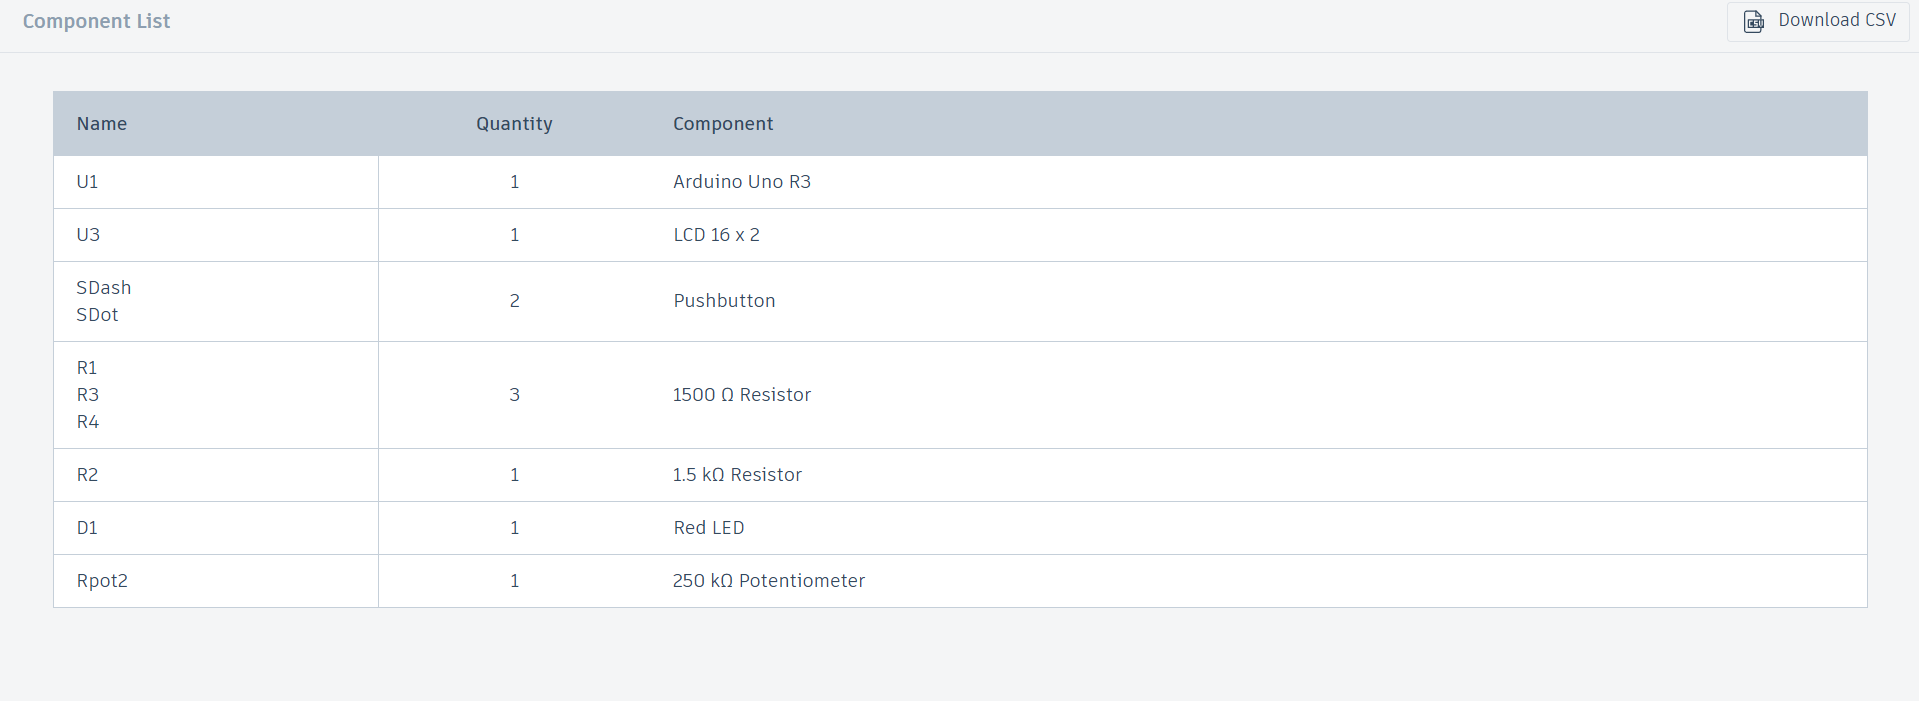 Component List
CSV
Download CSV
Name Quantity Component
U1 1 Arduino Uno R3
U3 1 LCD 16 x 2
SDash
SDot
2 Pushbutton
R1
R3
R4
3 1500 Ω Resistor
R2 1 1.5 kΩ Resistor
D1 1 Red LED
Rpot2 1 250 kΩ Potentiometer